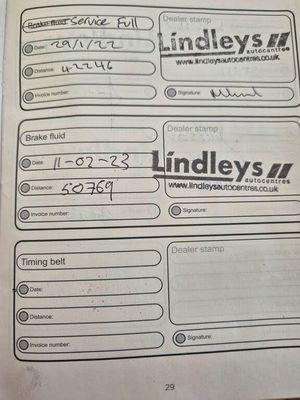 Brake fluid Service Full
Dealer stamp
Date: 29/1/22
Líndleys
autocentres
Distance: 42246
www.lindleysautocentres.co.uk
Invoice number:
Signature:
Brake fluid
Dealer stamp
Date: 11-02-23
Líndleys
autocentres
Distance: 50769
www.lindleysautocentres.co.uk
Invoice number:
Signature:
Timing belt
Dealer stamp
Date:
Distance:
Invoice number:
Signature:
29